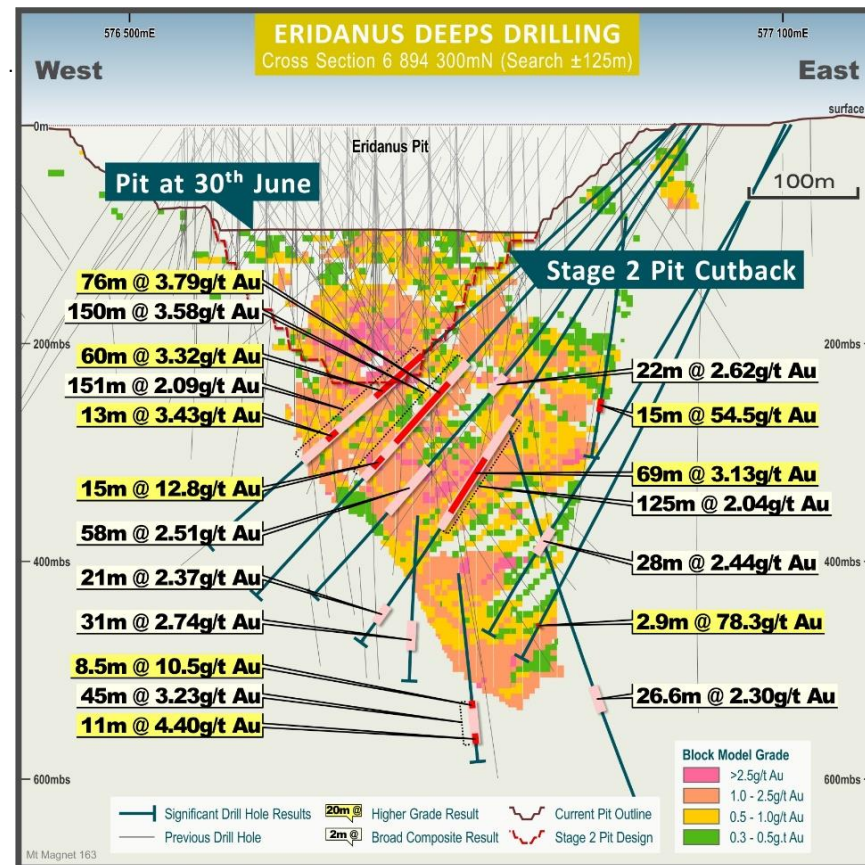 576 500mE
577 100mE
ERIDANUS DEEPS DRILLING
Cross Section 6 894 300mN (Search ±125m)
West
East
surface
0m
Eridanus Pit
Pit at 30th June
100m
Stage 2 Pit Cutback
76m @ 3.79g/t Au
150m @ 3.58g/t Au
60m @ 3.32g/t Au
151m @ 2.09g/t Au
13m @ 3.43g/t Au
15m @ 12.8g/t Au
58m @ 2.51g/t Au
21m @ 2.37g/t Au
31m @ 2.74g/t Au
8.5m @ 10.5g/t Au
45m @ 3.23g/t Au
11m @ 4.40g/t Au
200mbs
200mbs
22m @ 2.62g/t Au
15m @ 54.5g/t Au
69m @ 3.13g/t Au
125m @ 2.04g/t Au
28m @ 2.44g/t Au
2.9m @ 78.3g/t Au
26.6m @ 2.30g/t Au
400mbs
400mbs
600mbs
600mbs
Block Model Grade
>2.5g/t Au
1.0 - 2.5g/t Au
0.5 - 1.0g/t Au
0.3 - 0.5g.t Au
Significant Drill Hole Results
20m @ Higher Grade Result
Current Pit Outline
Previous Drill Hole
2m @ Broad Composite Result
Stage 2 Pit Design
Mt Magnet 163